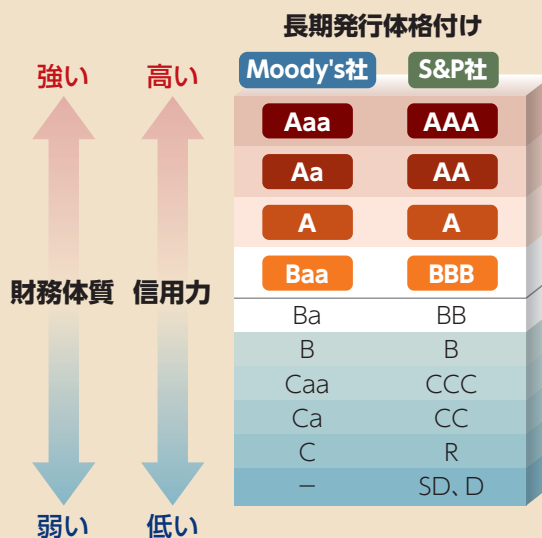 長期発行体格付け
Moody's社 S&P社
強い 高い
Aaa AAA
Aa AA
A A
Baa BBB
財務体質 信用力
Ba BB
B B
Caa CCC
Ca CC
C R
− SD、D
弱い 低い